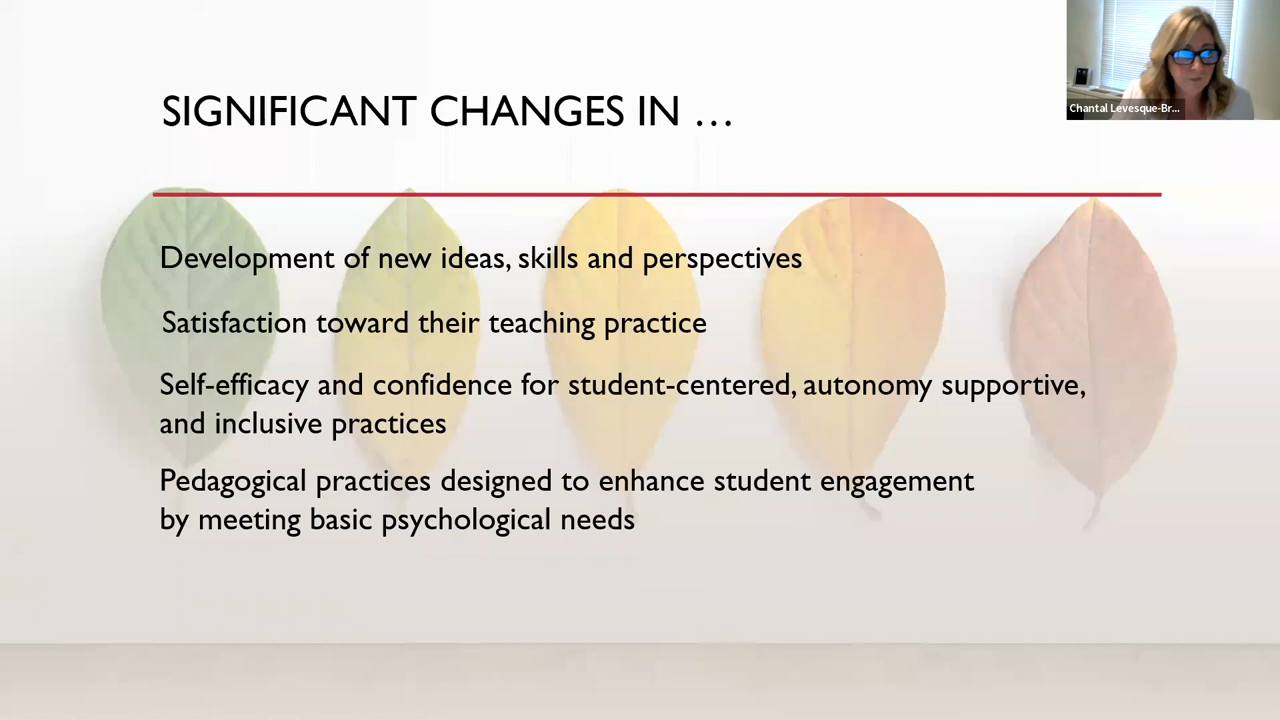 SIGNIFICANT CHANGES IN …
Chantal Levesque-Br...
Development of new ideas, skills and perspectives
Satisfaction toward their teaching practice
Self-efficacy and confidence for student-centered, autonomy supportive,
and inclusive practices
Pedagogical practices designed to enhance student engagement
by meeting basic psychological needs